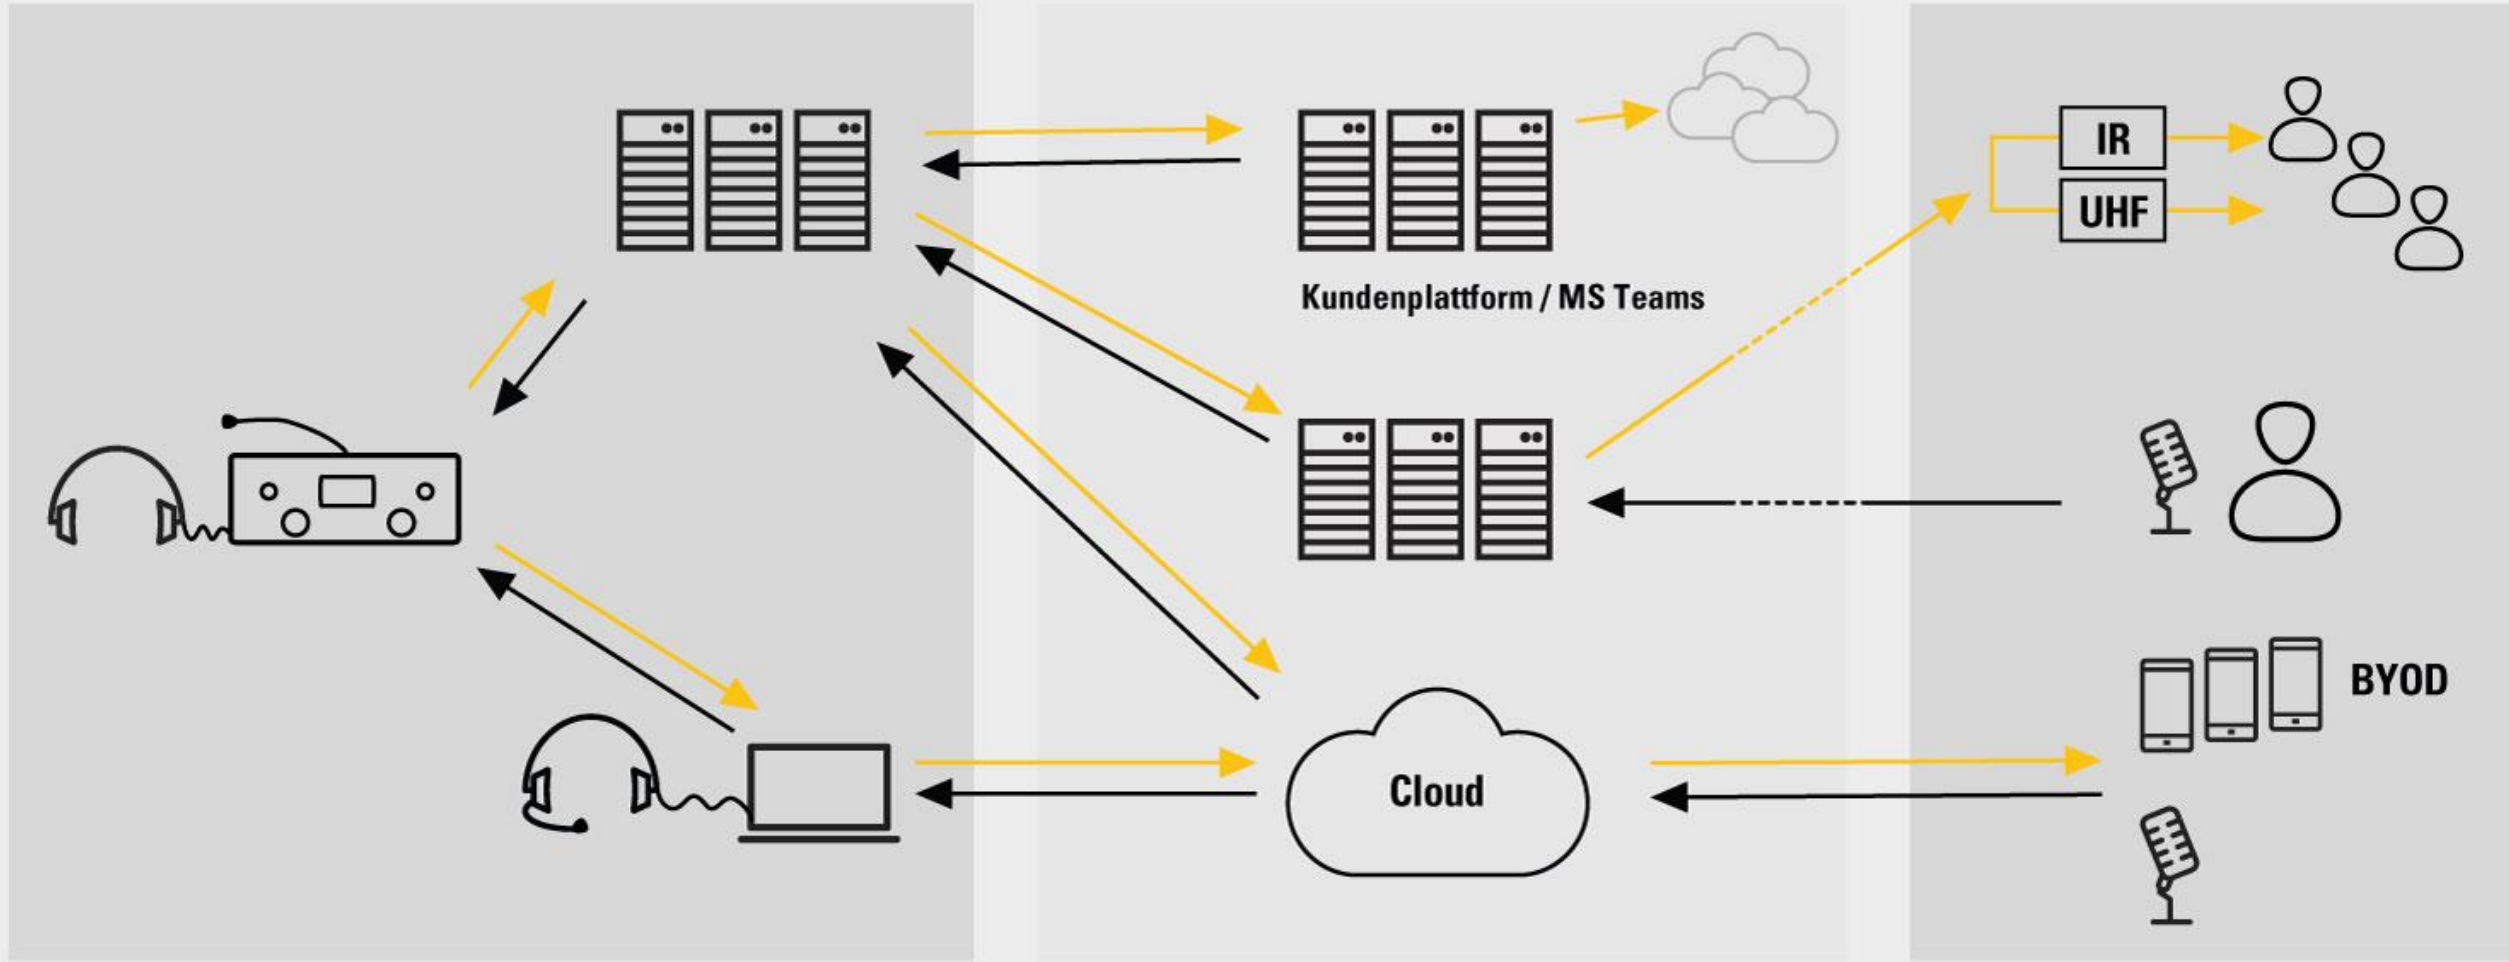 IR
UHF
Kundenplattform / MS Teams
BYOD
Cloud